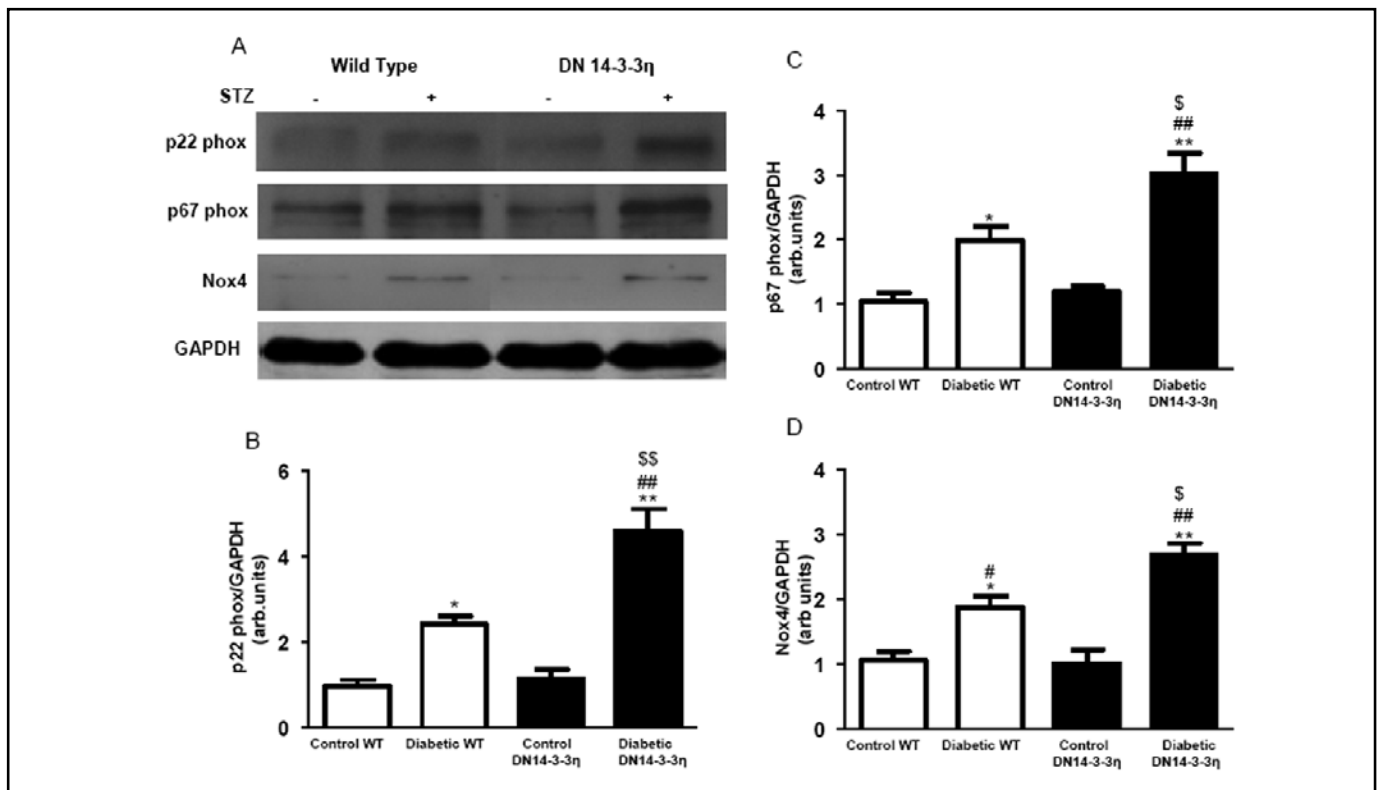 A
Wild Type DN 14-3-3η
STZ - + - +
p22 phox
p67 phox
Nox4
GAPDH
B
p22 phox/GAPDH
(arb.units)
6
4
2
0
*
$$
##
**
Control WT Diabetic WT Control
DN14-3-3η Diabetic
DN14-3-3η
C
p67 phox/GAPDH
(arb.units)
4
3
2
1
0
*
$
##
**
Control WT Diabetic WT Control
DN14-3-3η Diabetic
DN14-3-3η
D
Nox4/GAPDH
(arb units)
4
3
2
1
0
#
*
$
##
**
Control WT Diabetic WT Control
DN14-3-3η Diabetic
DN14-3-3η